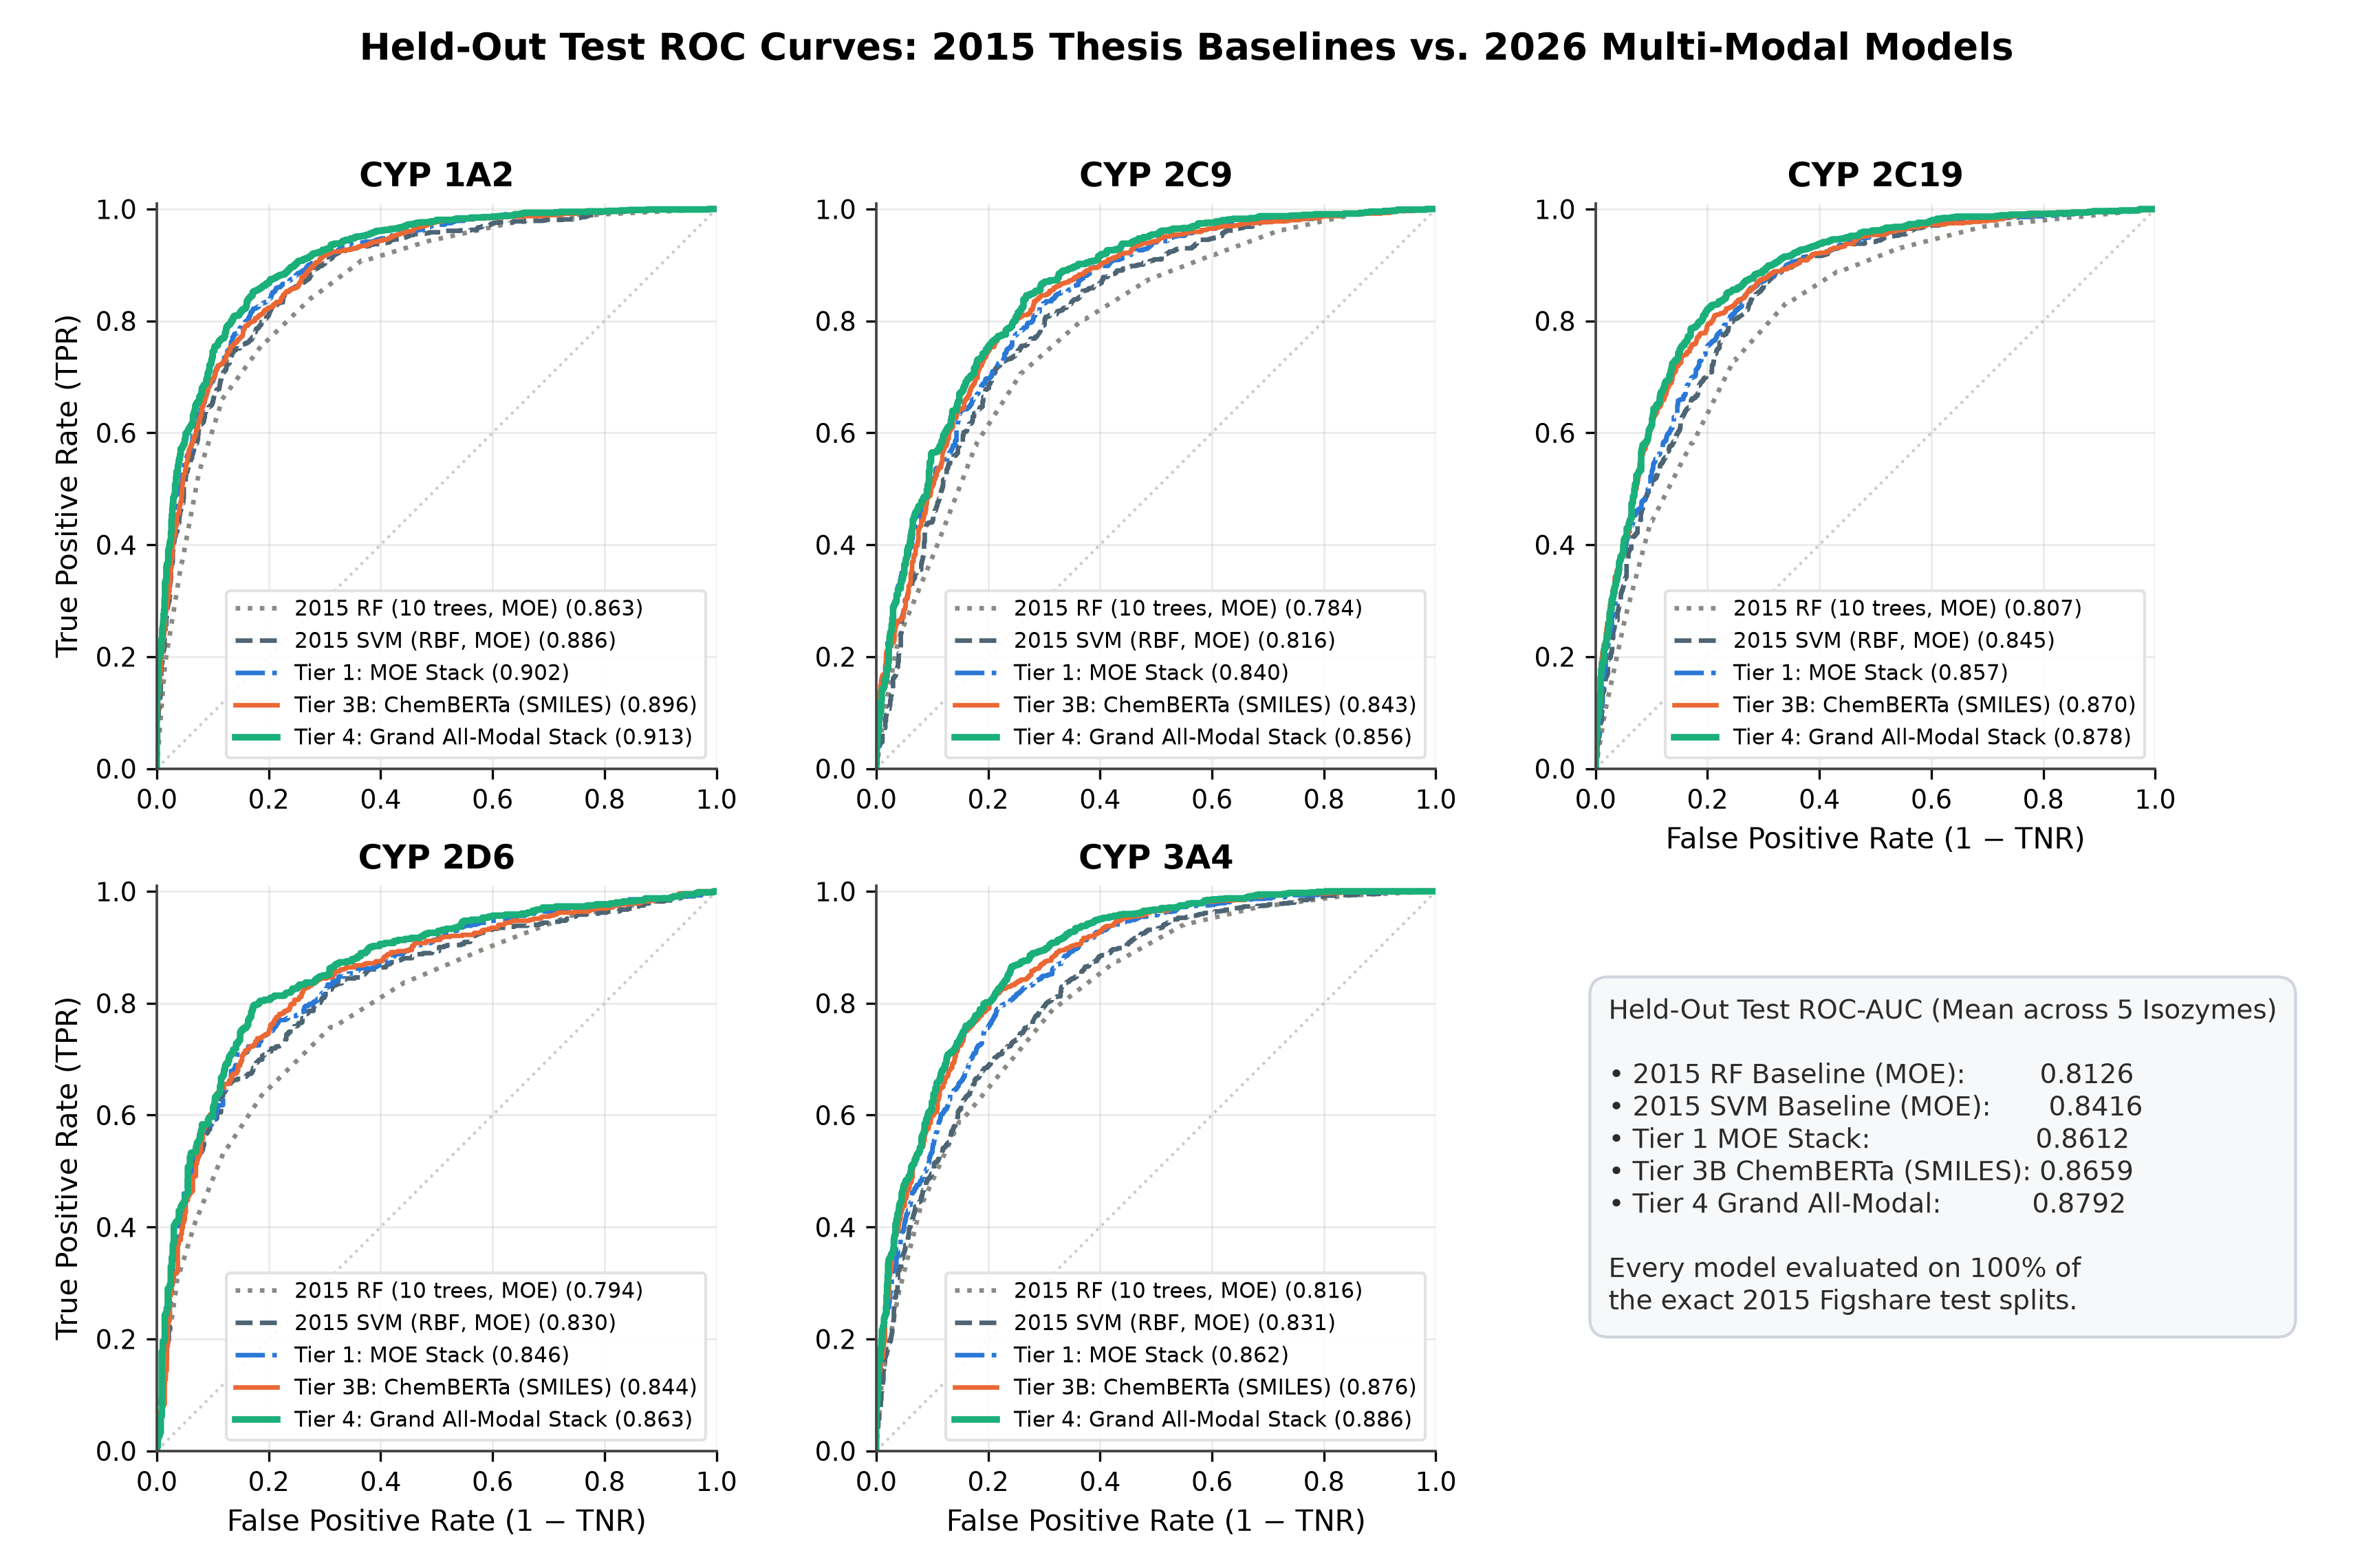 Held-Out Test ROC Curves: 2015 Thesis Baselines vs. 2026 Multi-Modal Models
CYP 1A2
True Positive Rate (TPR)
1.0
0.8
0.6
0.4
0.2
0.0
0.0 0.2 0.4 0.6 0.8 1.0
2015 RF (10 trees, MOE) (0.863)
2015 SVM (RBF, MOE) (0.886)
Tier 1: MOE Stack (0.902)
Tier 3B: ChemBERTa (SMILES) (0.896)
Tier 4: Grand All-Modal Stack (0.913)
CYP 2C9
1.0
0.8
0.6
0.4
0.2
0.0
0.0 0.2 0.4 0.6 0.8 1.0
2015 RF (10 trees, MOE) (0.784)
2015 SVM (RBF, MOE) (0.816)
Tier 1: MOE Stack (0.840)
Tier 3B: ChemBERTa (SMILES) (0.843)
Tier 4: Grand All-Modal Stack (0.856)
CYP 2C19
1.0
0.8
0.6
0.4
0.2
0.0
0.0 0.2 0.4 0.6 0.8 1.0
False Positive Rate (1 − TNR)
2015 RF (10 trees, MOE) (0.807)
2015 SVM (RBF, MOE) (0.845)
Tier 1: MOE Stack (0.857)
Tier 3B: ChemBERTa (SMILES) (0.870)
Tier 4: Grand All-Modal Stack (0.878)
CYP 2D6
True Positive Rate (TPR)
1.0
0.8
0.6
0.4
0.2
0.0
0.0 0.2 0.4 0.6 0.8 1.0
False Positive Rate (1 − TNR)
2015 RF (10 trees, MOE) (0.794)
2015 SVM (RBF, MOE) (0.830)
Tier 1: MOE Stack (0.846)
Tier 3B: ChemBERTa (SMILES) (0.844)
Tier 4: Grand All-Modal Stack (0.863)
CYP 3A4
1.0
0.8
0.6
0.4
0.2
0.0
0.0 0.2 0.4 0.6 0.8 1.0
False Positive Rate (1 − TNR)
2015 RF (10 trees, MOE) (0.816)
2015 SVM (RBF, MOE) (0.831)
Tier 1: MOE Stack (0.862)
Tier 3B: ChemBERTa (SMILES) (0.876)
Tier 4: Grand All-Modal Stack (0.886)
Held-Out Test ROC-AUC (Mean across 5 Isozymes)
• 2015 RF Baseline (MOE): 0.8126
• 2015 SVM Baseline (MOE): 0.8416
• Tier 1 MOE Stack: 0.8612
• Tier 3B ChemBERTa (SMILES): 0.8659
• Tier 4 Grand All-Modal: 0.8792
Every model evaluated on 100% of
the exact 2015 Figshare test splits.